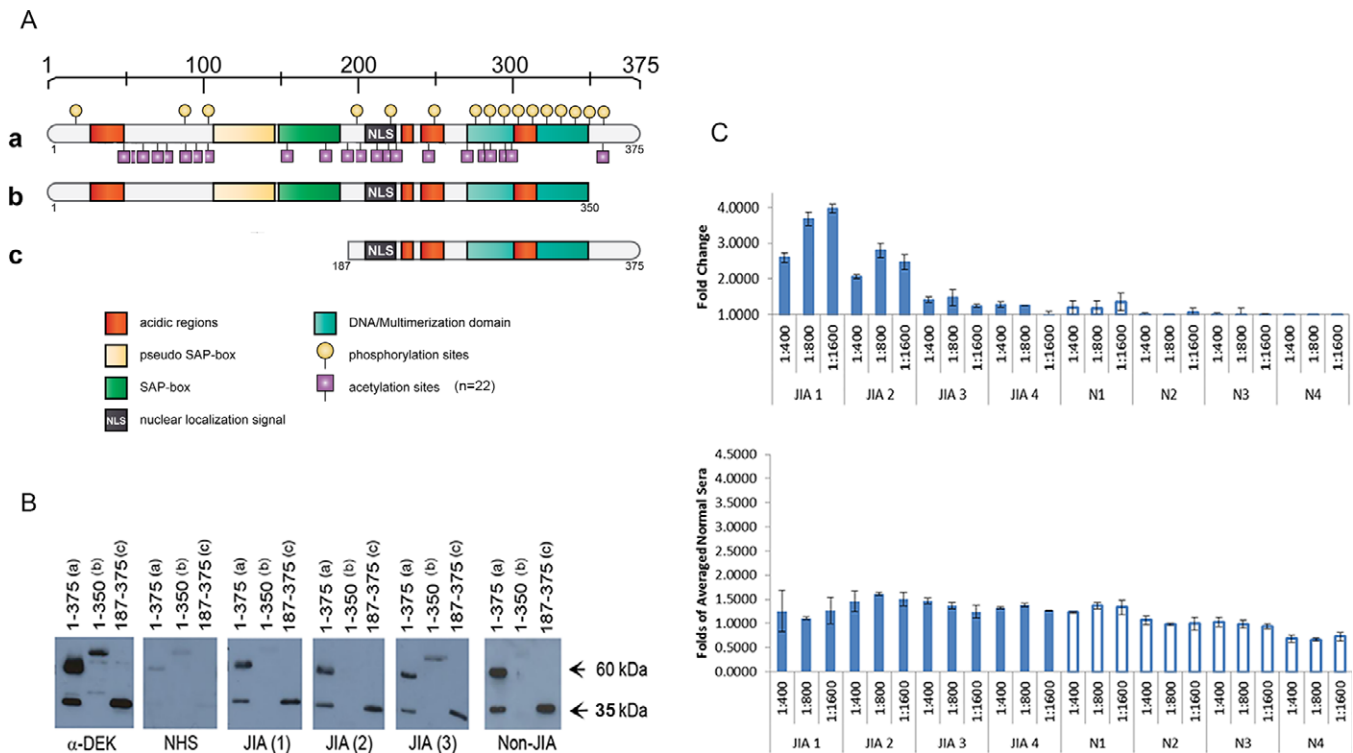 A
1 100 200 300 375
a
NLS
1 375
b
NLS
1 350
c
NLS
187 375
acidic regions
pseudo SAP-box
SAP-box
NLS nuclear localization signal
DNA/Multimerization domain
phosphorylation sites
acetylation sites (n=22)
B
1-375 (a)
1-350 (b)
187-375 (c)
1-375 (a)
1-350 (b)
187-375 (c)
1-375 (a)
1-350 (b)
187-375 (c)
1-375 (a)
1-350 (b)
187-375 (c)
1-375 (a)
1-350 (b)
187-375 (c)
1-375 (a)
1-350 (b)
187-375 (c)
60 kDa
35 kDa
α-DEK NHS JIA (1) JIA (2) JIA (3) Non-JIA
C
Fold Change
4.0000
3.0000
2.0000
1.0000
1:400 1:800 1:1600 1:400 1:800 1:1600 1:400 1:800 1:1600 1:400 1:800 1:1600 1:400 1:800 1:1600 1:400 1:800 1:1600 1:400 1:800 1:1600 1:400 1:800 1:1600
JIA 1 JIA 2 JIA 3 JIA 4 N1 N2 N3 N4
Folds of Averaged Normal Sera
4.5000
4.0000
3.5000
3.0000
2.5000
2.0000
1.5000
1.0000
0.5000
0.0000
1:400 1:800 1:1600 1:400 1:800 1:1600 1:400 1:800 1:1600 1:400 1:800 1:1600 1:400 1:800 1:1600 1:400 1:800 1:1600 1:400 1:800 1:1600 1:400 1:800 1:1600
JIA 1 JIA 2 JIA 3 JIA 4 N1 N2 N3 N4